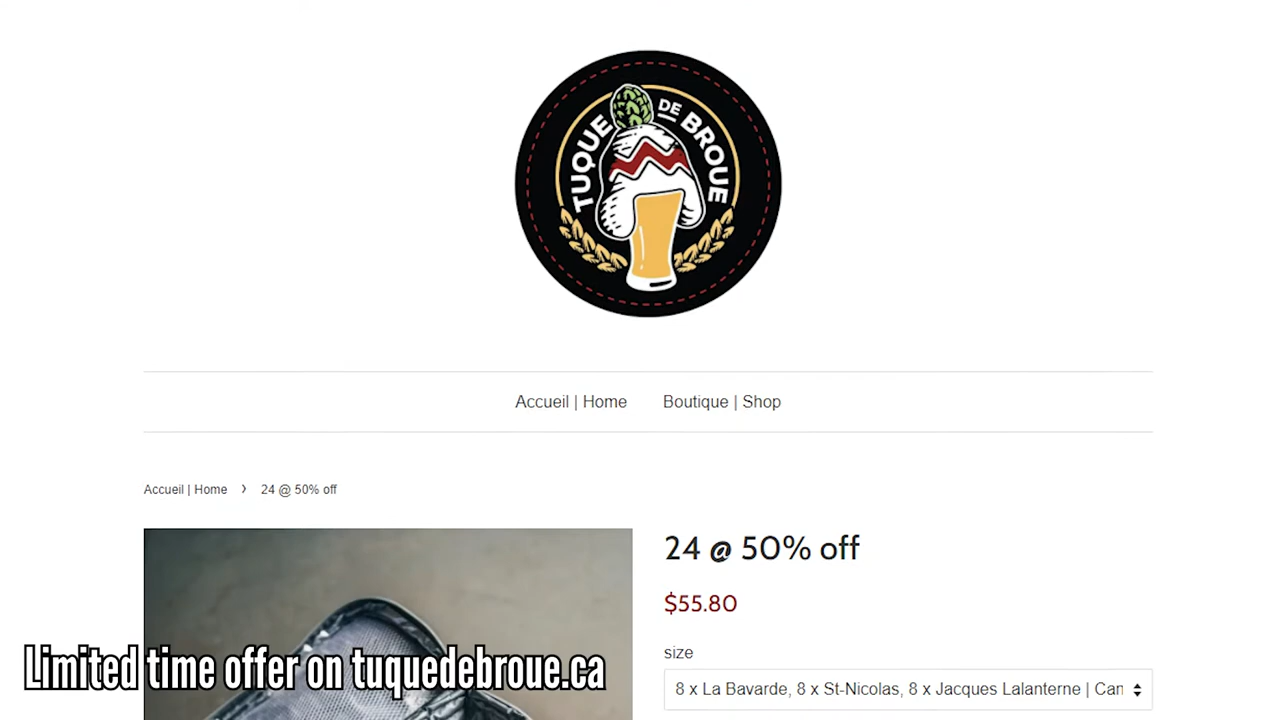 TUQUE DE BROUE
Accueil | Home Boutique | Shop
Accueil | Home › 24 @ 50% off
24 @ 50% off
$55.80
size
8 x La Bavarde, 8 x St-Nicolas, 8 x Jacques Lalanterne | Can
Limited time offer on tuquedebroue.ca